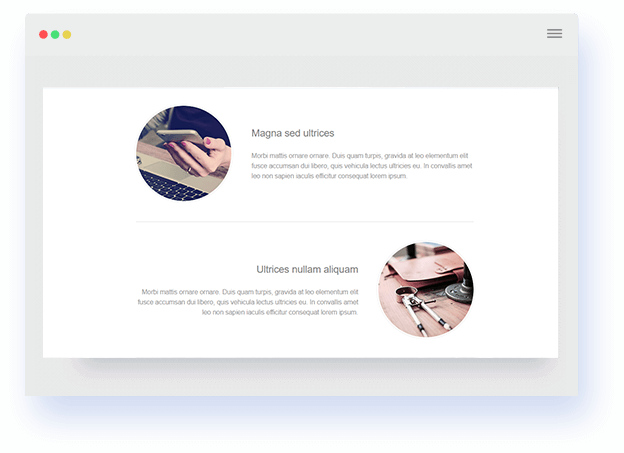 Magna sed ultrices
Morbi mattis ornare ornare. Duis quam turpis, gravida at leo elementum elit
fusce accumsan dui libero, quis vehicula lectus ultricies eu. In convallis amet
leo non sapien iaculis efficitur consequat lorem ipsum.
Ultrices nullam aliquam
Morbi mattis ornare ornare. Duis quam turpis, gravida at leo elementum elit
fusce accumsan dui libero, quis vehicula lectus ultricies eu. In convallis amet
leo non sapien iaculis efficitur consequat lorem ipsum.